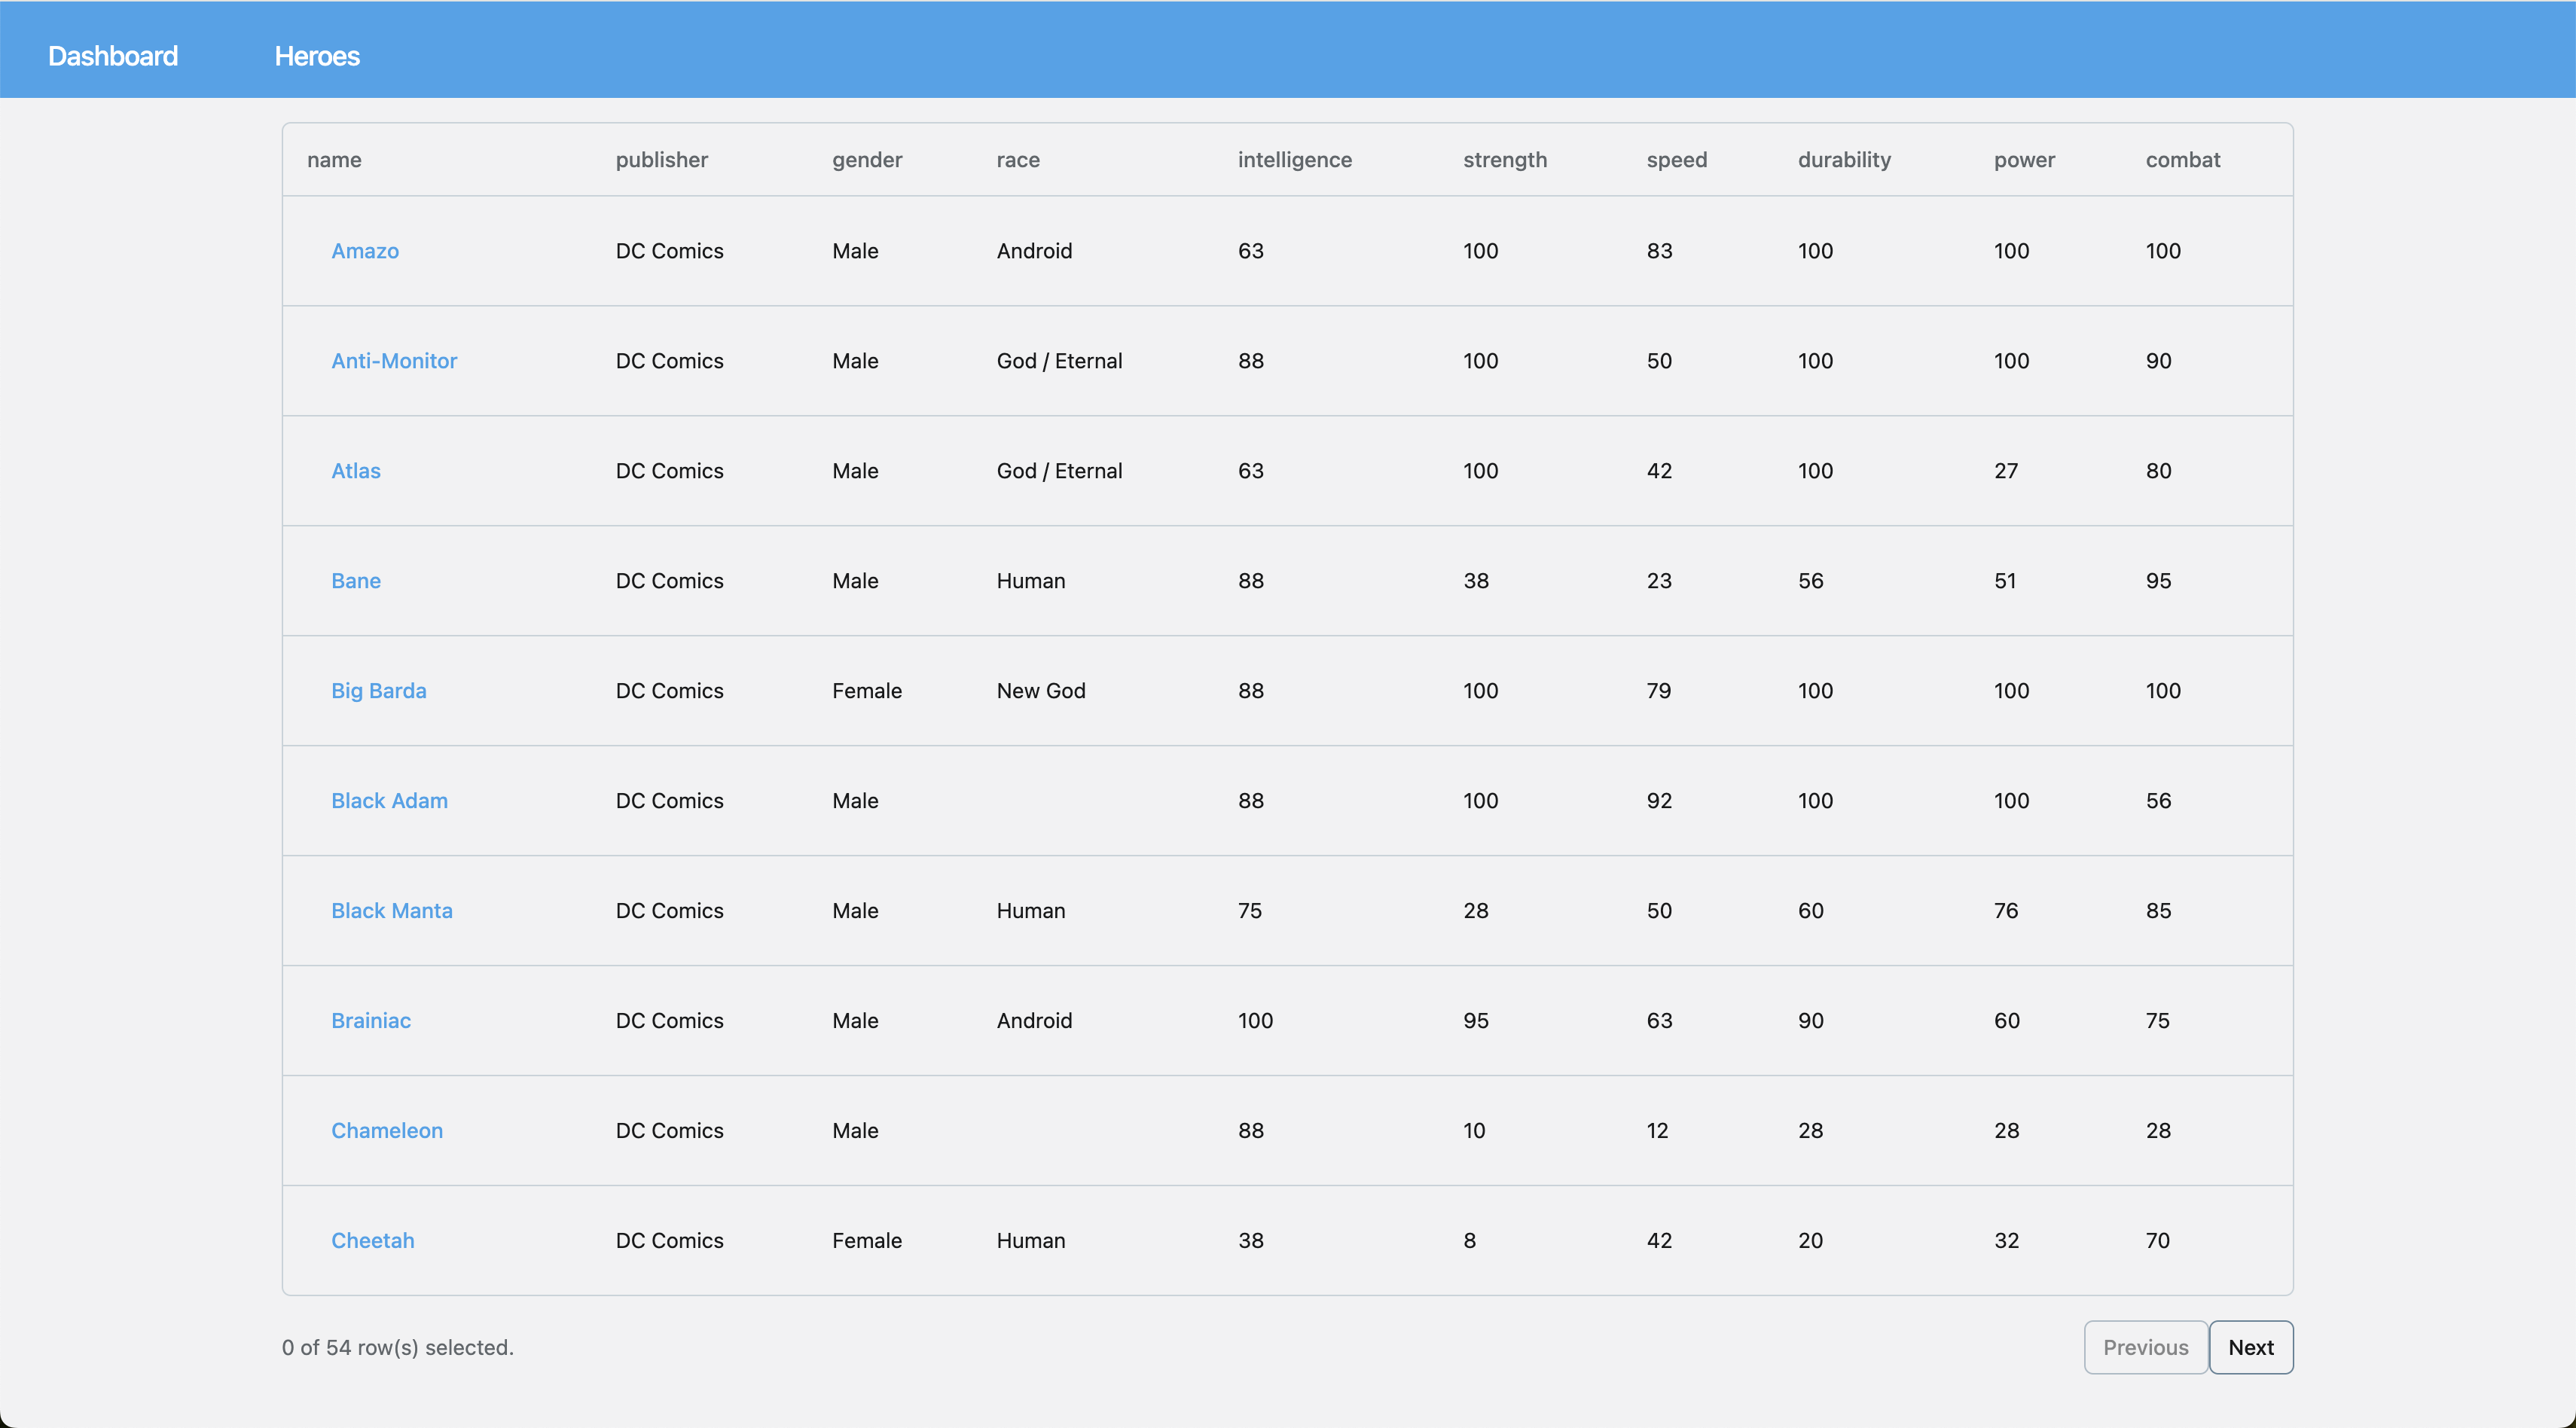 Dashboard Heroes
name publisher gender race intelligence strength speed durability power combat
Amazo DC Comics Male Android 63 100 83 100 100 100
Anti-Monitor DC Comics Male God / Eternal 88 100 50 100 100 90
Atlas DC Comics Male God / Eternal 63 100 42 100 27 80
Bane DC Comics Male Human 88 38 23 56 51 95
Big Barda DC Comics Female New God 88 100 79 100 100 100
Black Adam DC Comics Male 88 100 92 100 100 56
Black Manta DC Comics Male Human 75 28 50 60 76 85
Brainiac DC Comics Male Android 100 95 63 90 60 75
Chameleon DC Comics Male 88 10 12 28 28 28
Cheetah DC Comics Female Human 38 8 42 20 32 70
0 of 54 row(s) selected. Previous Next